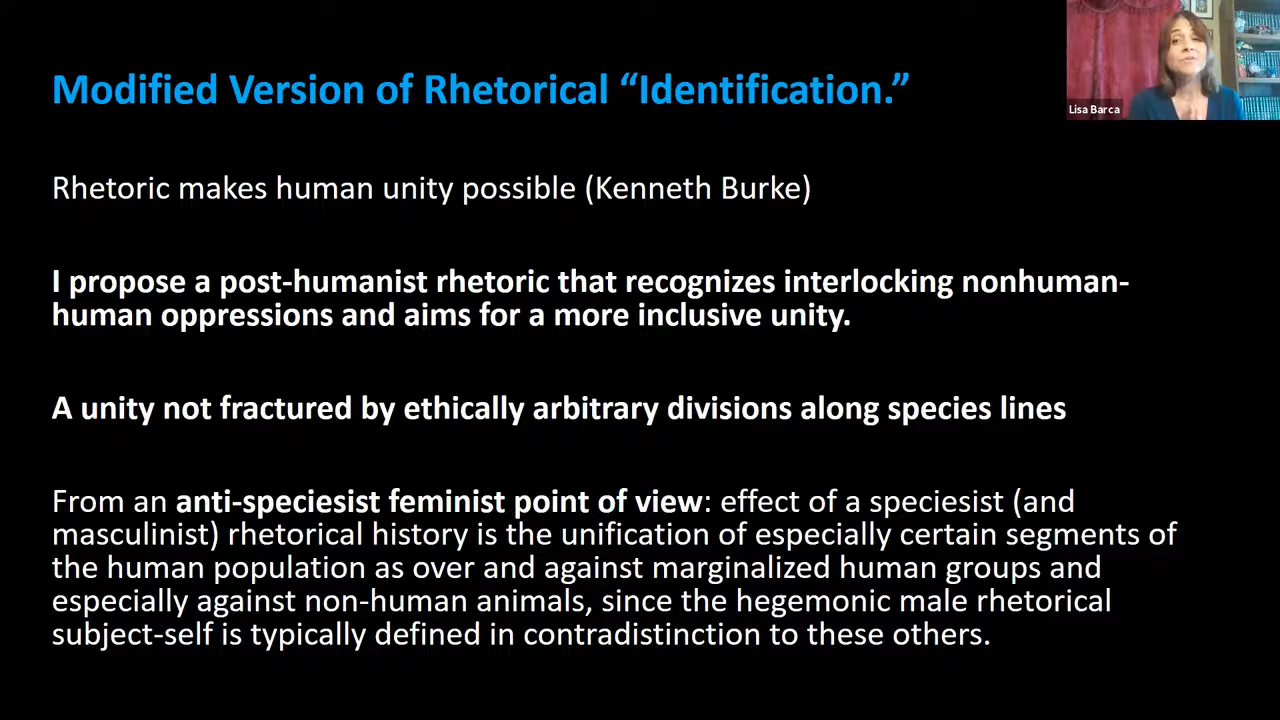 Modified Version of Rhetorical “Identification.”
Lisa Barca
Rhetoric makes human unity possible (Kenneth Burke)
I propose a post-humanist rhetoric that recognizes interlocking nonhuman-
human oppressions and aims for a more inclusive unity.
A unity not fractured by ethically arbitrary divisions along species lines
From an anti-speciesist feminist point of view: effect of a speciesist (and
masculinist) rhetorical history is the unification of especially certain segments of
the human population as over and against marginalized human groups and
especially against non-human animals, since the hegemonic male rhetorical
subject-self is typically defined in contradistinction to these others.